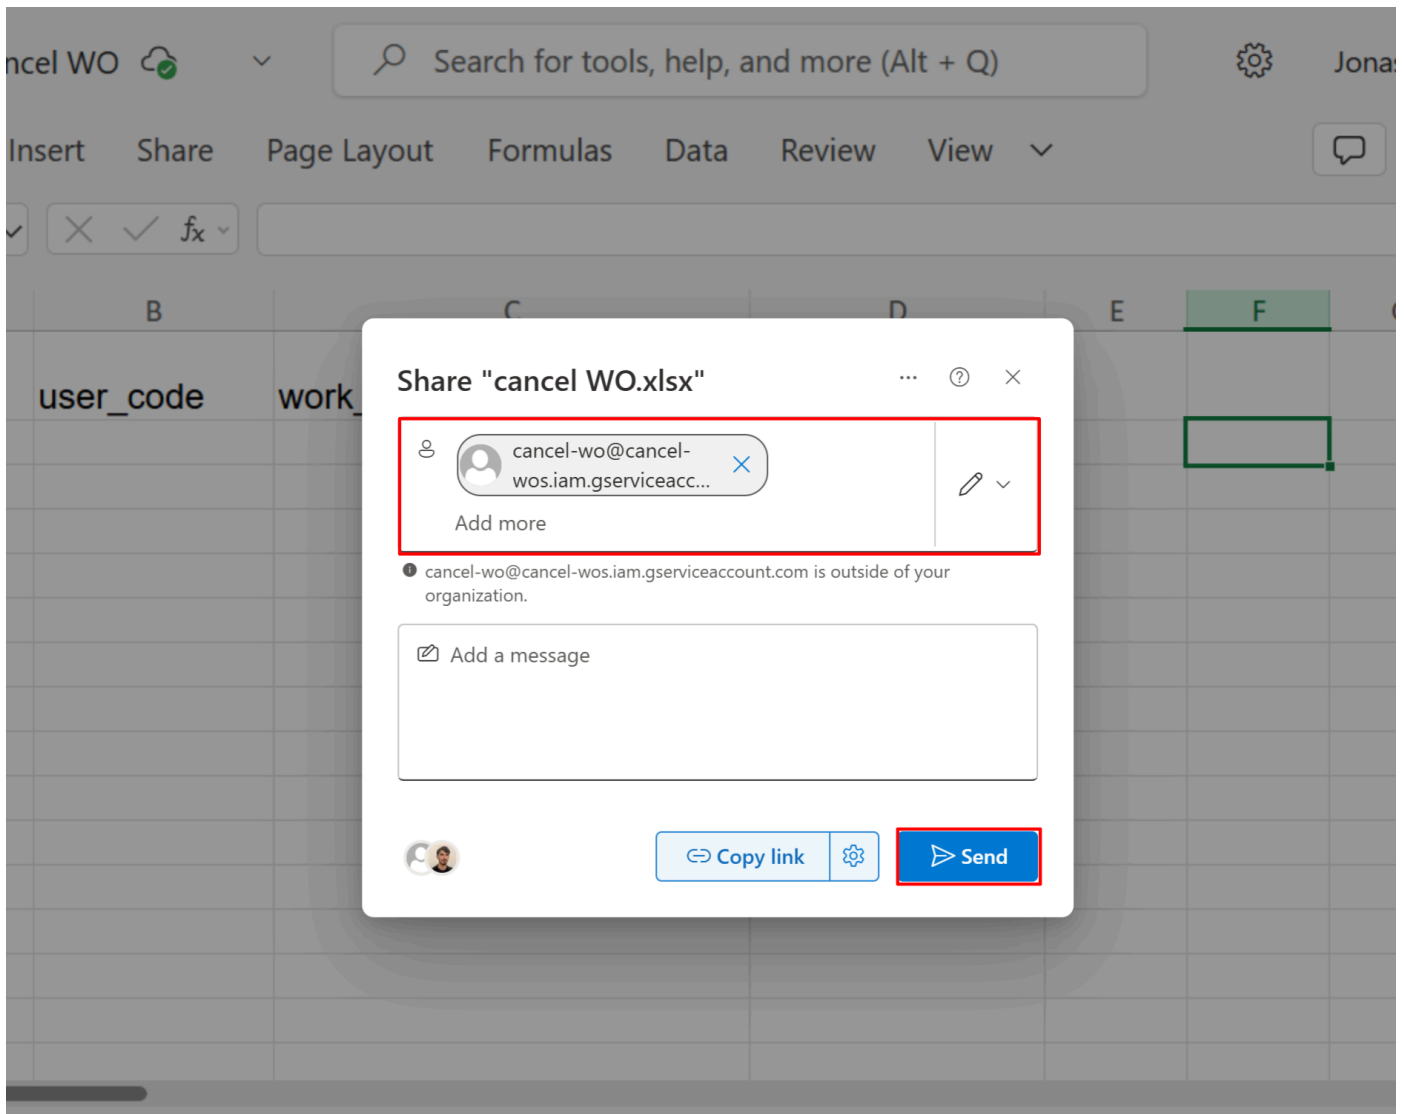 ncel WO
Search for tools, help, and more (Alt + Q)
Jonas
Insert Share Page Layout Formulas Data Review View
fx
B C D E F
user_code work_
Share "cancel WO.xlsx"
cancel-wo@cancel-
wos.iam.gserviceacc...
Add more
cancel-wo@cancel-wos.iam.gserviceaccount.com is outside of your
organization.
Add a message
Copy link
Send